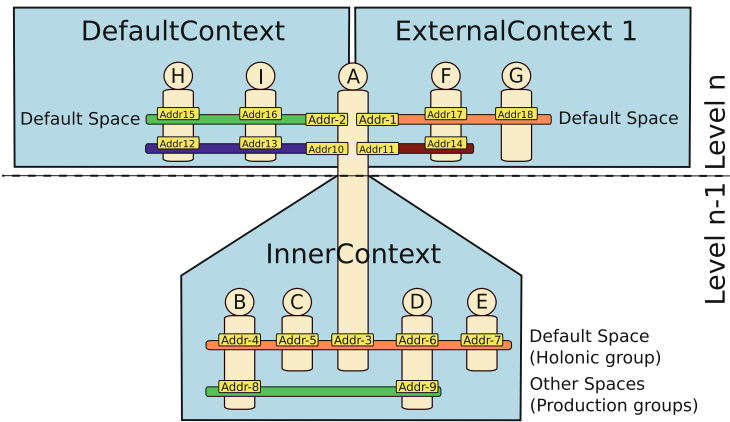 DefaultContext
ExternalContext 1
H
I
A
F
G
Default Space
Addr15
Addr16
Addr-2
Addr-1
Addr17
Addr18
Default Space
Addr12
Addr13
Addr10
Addr11
Addr14
Level n
Level n-1
InnerContext
B
C
D
E
Addr-4
Addr-5
Addr-3
Addr-6
Addr-7
Default Space
(Holonic group)
Addr-8
Addr-9
Other Spaces
(Production groups)